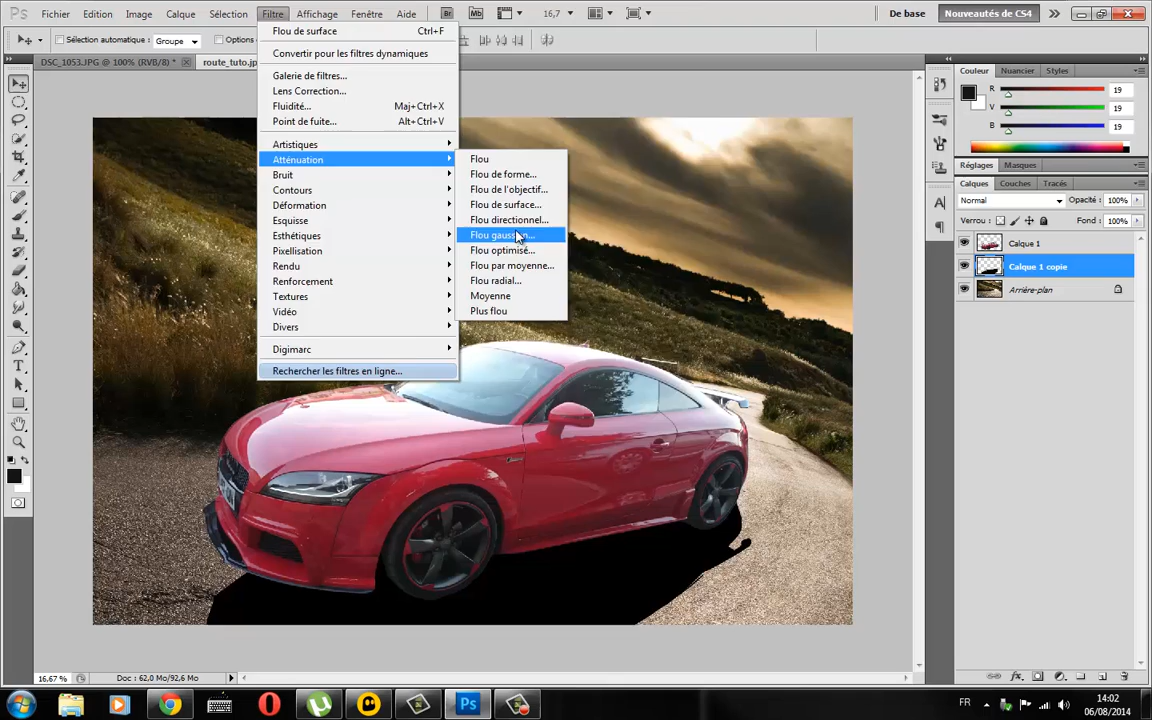 Ps Fichier Edition Image Calque Sélection Filtre Affichage Fenêtre Aide Br Mb 16,7 De base Nouveautés de CS4
Sélection automatique : Groupe Options
DSC_1053.JPG @ 100% (RVB/8) * route_tuto.jpg
Flou de surface Ctrl+F
Convertir pour les filtres dynamiques
Galerie de filtres...
Lens Correction...
Fluidité... Maj+Ctrl+X
Point de fuite... Alt+Ctrl+V
Artistiques
Atténuation
Bruit
Contours
Déformation
Esquisse
Esthétiques
Pixellisation
Rendu
Renforcement
Textures
Vidéo
Divers
Digimarc
Rechercher les filtres en ligne...
Flou
Flou de forme...
Flou de l'objectif...
Flou de surface...
Flou directionnel...
Flou optimisé...
Flou par moyenne...
Flou radial...
Moyenne
Plus flou
Couleur Nuancier Styles
R 19
V 19
B 19
Réglages Masques
Calques Couches Tracés
Normal Opacité : 100%
Verrou : Fond : 100%
Calque 1
Calque 1 copie
Arrière-plan
16.67 % Doc : 62,0 Mo/92,6 Mo
FR 14:02
06/08/2014